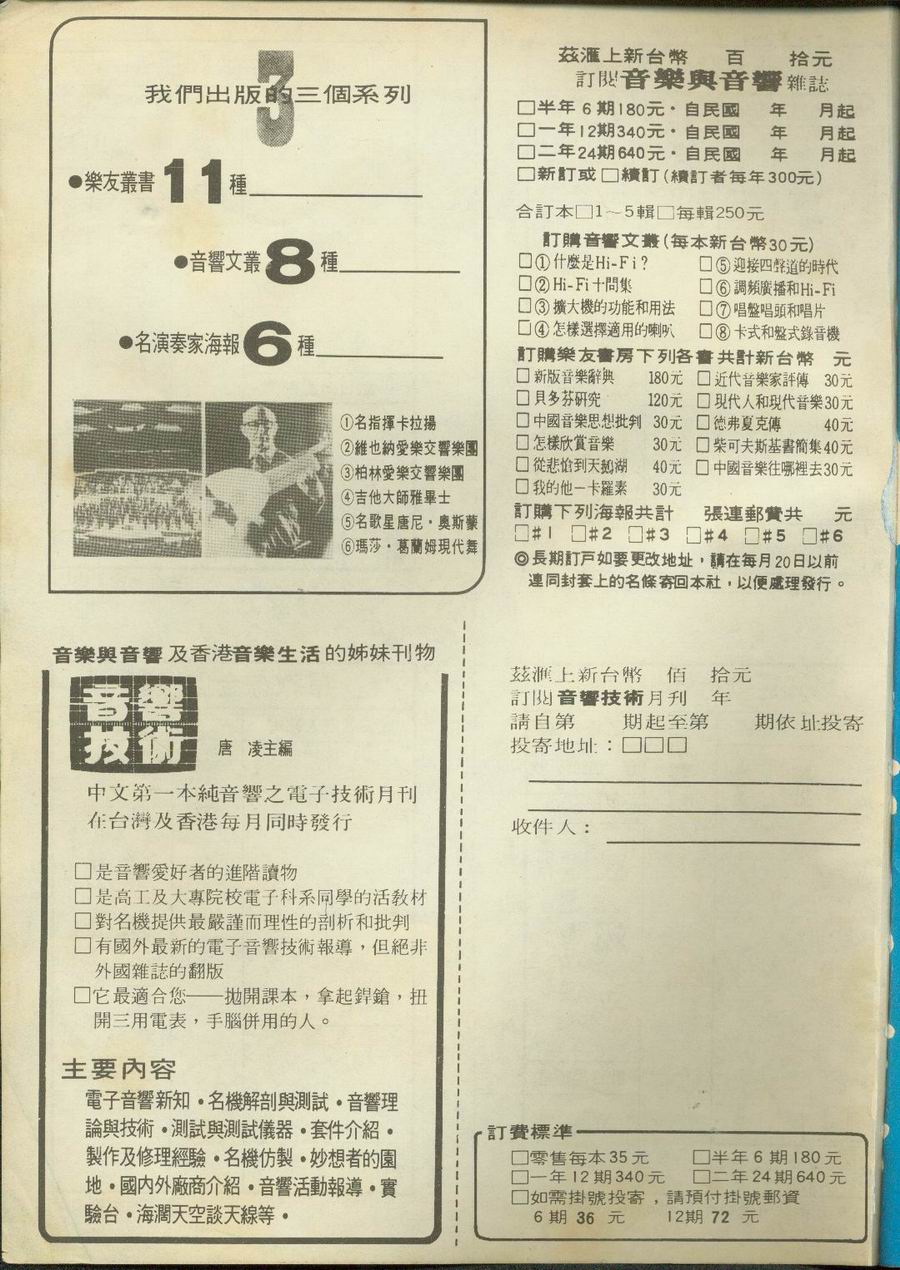 我們出版的三個系列
3
●樂友叢書11種
●音響文叢8種
●名演奏家海報6種
①名指揮卡拉揚
②維也納愛樂交響樂團
③柏林愛樂交響樂團
④吉他大師雅畢士
⑤名歌星唐尼・奧斯蒙
⑥瑪莎・葛蘭姆現代舞
茲滙上新台幣　百　拾元
訂閱音樂與音響雜誌
□半年 6 期180元・自民國　年　月起
□一年12期340元・自民國　年　月起
□二年24期640元・自民國　年　月起
□新訂或□續訂(續訂者每年300元)
合訂本□1～5輯□每輯250元
訂購音響文叢(每本新台幣30元)
□①什麼是Hi-Fi？
□②Hi-Fi十問集
□③擴大機的功能和用法
□④怎樣選擇適用的喇叭
□⑤迎接四聲道的時代
□⑥調頻廣播和Hi-Fi
□⑦唱盤唱頭和唱片
□⑧卡式和盤式錄音機
訂購樂友書房下列各書共計新台幣　元
□新版音樂辭典　180元
□貝多芬研究　120元
□中國音樂思想批判　30元
□怎樣欣賞音樂　30元
□從悲愴到天鵝湖　40元
□我的他－卡羅素　30元
□近代音樂家評傳　30元
□現代人和現代音樂30元
□德弗夏克傳　40元
□柴可夫斯基書簡集40元
□中國音樂往哪裡去30元
訂購下列海報共計　張連郵費共　元
□#1　□#2　□#3　□#4　□#5　□#6
◎長期訂戶如要更改地址，請在每月20日以前
連同封套上的名條寄回本社，以便處理發行。
音樂與音響及香港音樂生活的姊妹刊物
音響
技術
唐　凌主編
中文第一本純音響之電子技術月刊
在台灣及香港每月同時發行
□是音響愛好者的進階讀物
□是高工及大專院校電子科系同學的活教材
□對名機提供最嚴謹而理性的剖析和批判
□有國外最新的電子音響技術報導，但絕非
外國雜誌的翻版
□它最適合您——拋開課本，拿起銲鎗，扭
開三用電表，手腦併用的人。
主要內容
電子音響新知・名機解剖與測試・音響理
論與技術・測試與測試儀器・套件介紹・
製作及修理經驗・名機仿製・妙想者的園
地・國內外廠商介紹・音響活動報導・實
驗台・海濶天空談天線等・
茲滙上新台幣　佰　拾元
訂閱音響技術月刊　年
請自第　　期起至第　　期依址投寄
投寄地址：□□□
收件人：
訂費標準
□零售每本35元　□半年 6 期180元
□一年12期340元　□二年24期640元
□如需掛號投寄，請預付掛號郵資
6期 36 元　12期 72 元